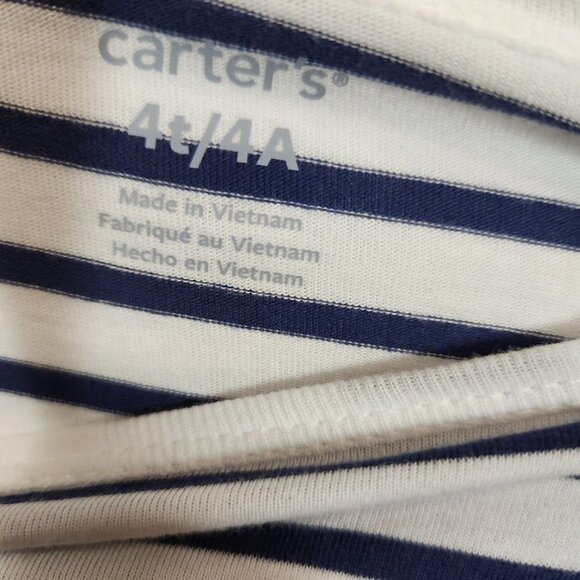 carter's®
4t/4A
Made in Vietnam
Fabriqué au Vietnam
Hecho en Vietnam